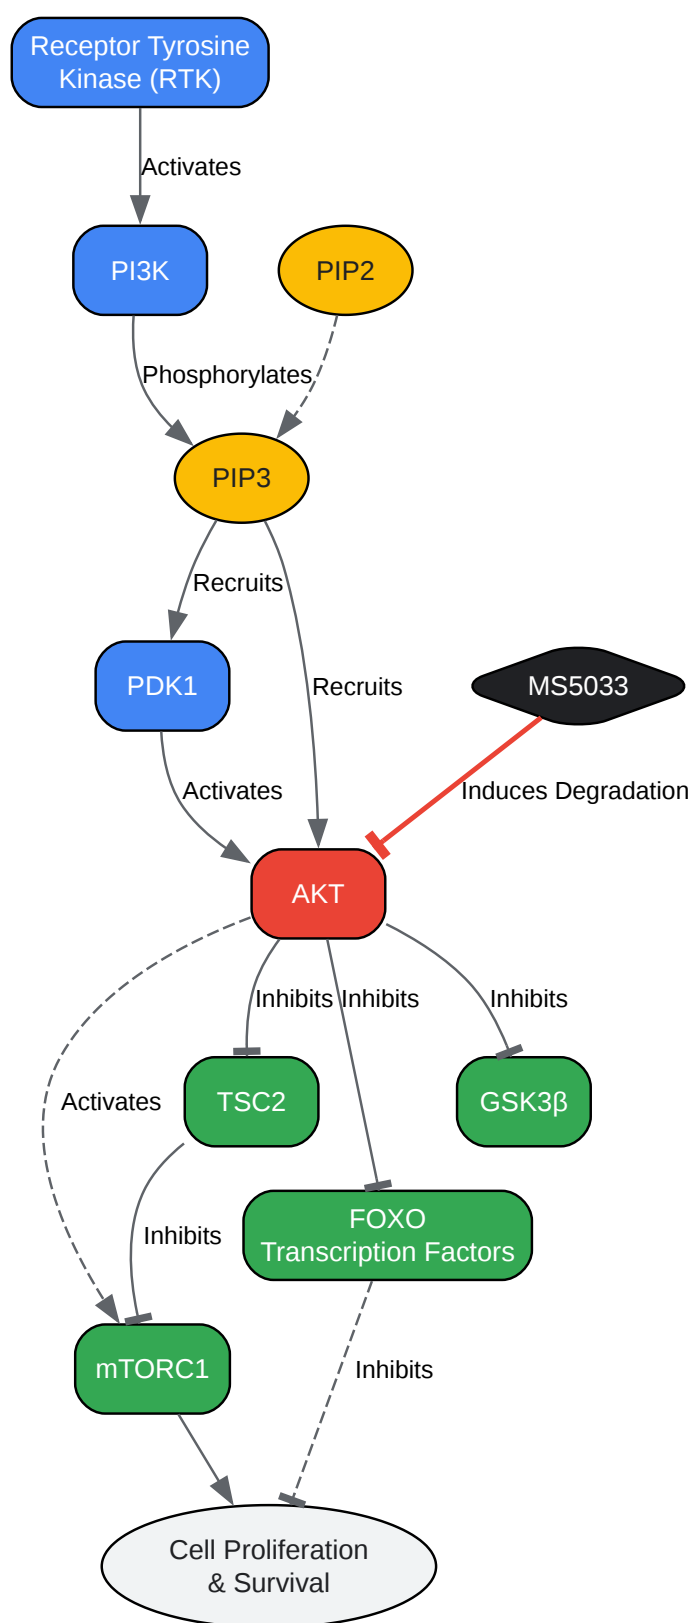 Receptor Tyrosine
Kinase (RTK)
Activates
PI3K
PIP2
Phosphorylates
PIP3
Recruits
PDK1
Recruits
MS5033
Activates
Induces Degradation
AKT
Inhibits
Inhibits
Inhibits
Activates
TSC2
GSK3β
Inhibits
FOXO
Transcription Factors
mTORC1
Inhibits
Cell Proliferation
& Survival